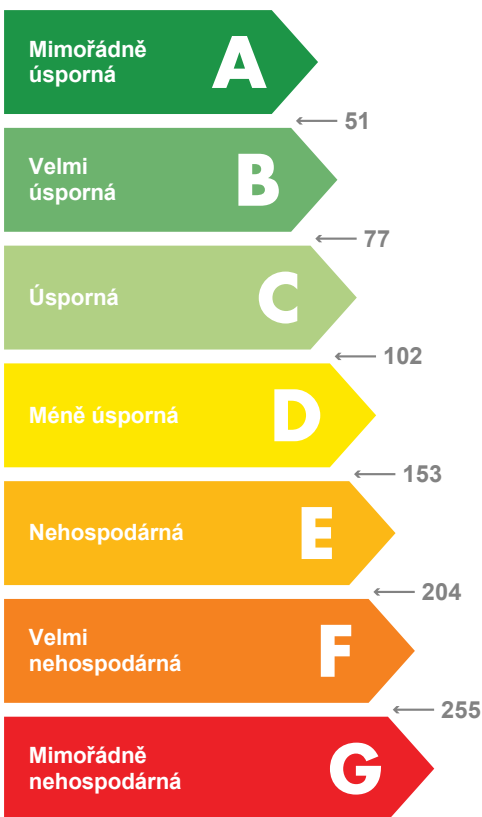 Mimořádně
úsporná
A
← 51
Velmi
úsporná
B
← 77
Úsporná
C
← 102
Méně úsporná
D
← 153
Nehospodárná
E
← 204
Velmi
nehospodárná
F
← 255
Mimořádně
nehospodárná
G